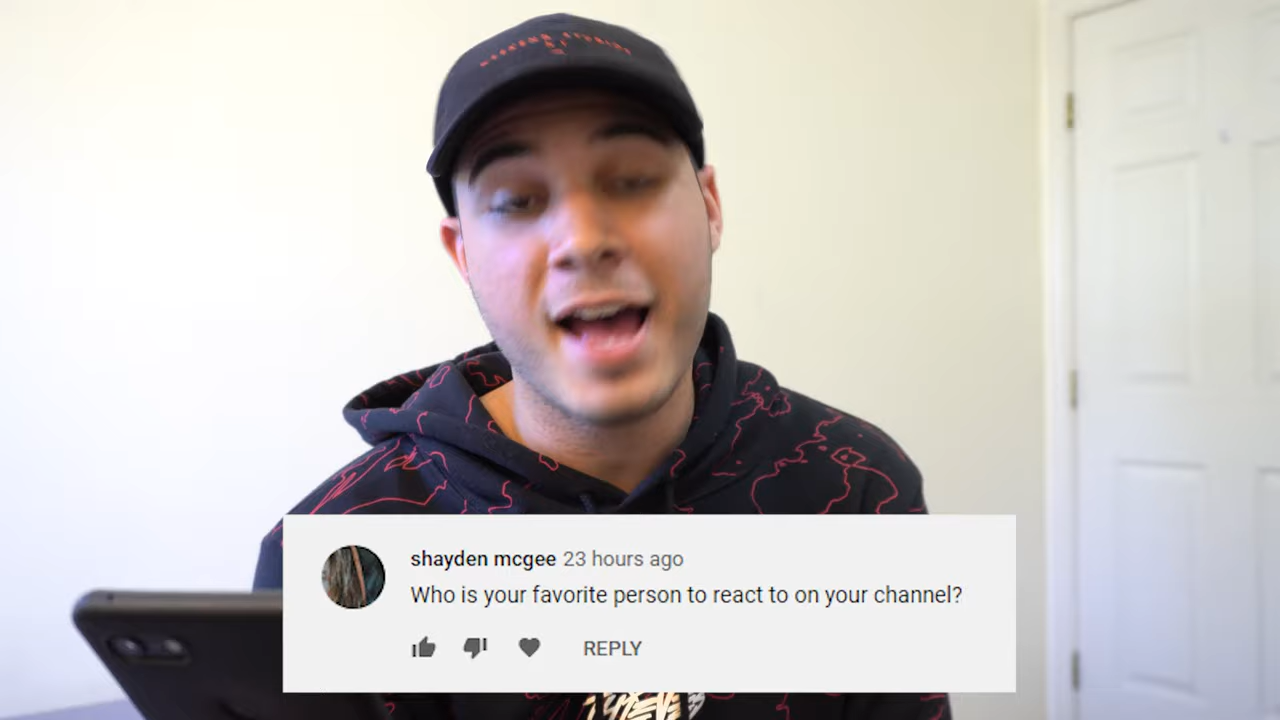 shayden mcgee 23 hours ago
Who is your favorite person to react to on your channel?
REPLY